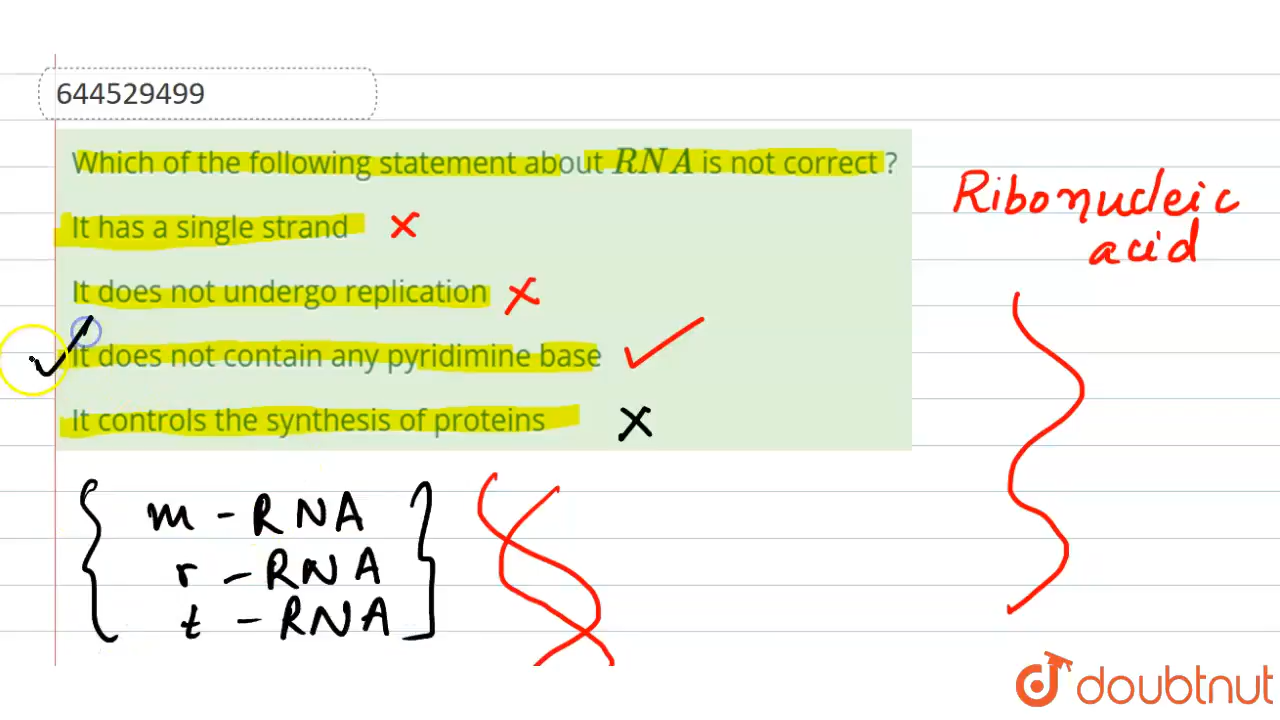 644529499
Which of the following statement about RNA is not correct ?
It has a single strand
It does not undergo replication
It does not contain any pyridimine base
It controls the synthesis of proteins
Ribonucleic
acid
m - RNA
r - RNA
t - RNA
doubtnut